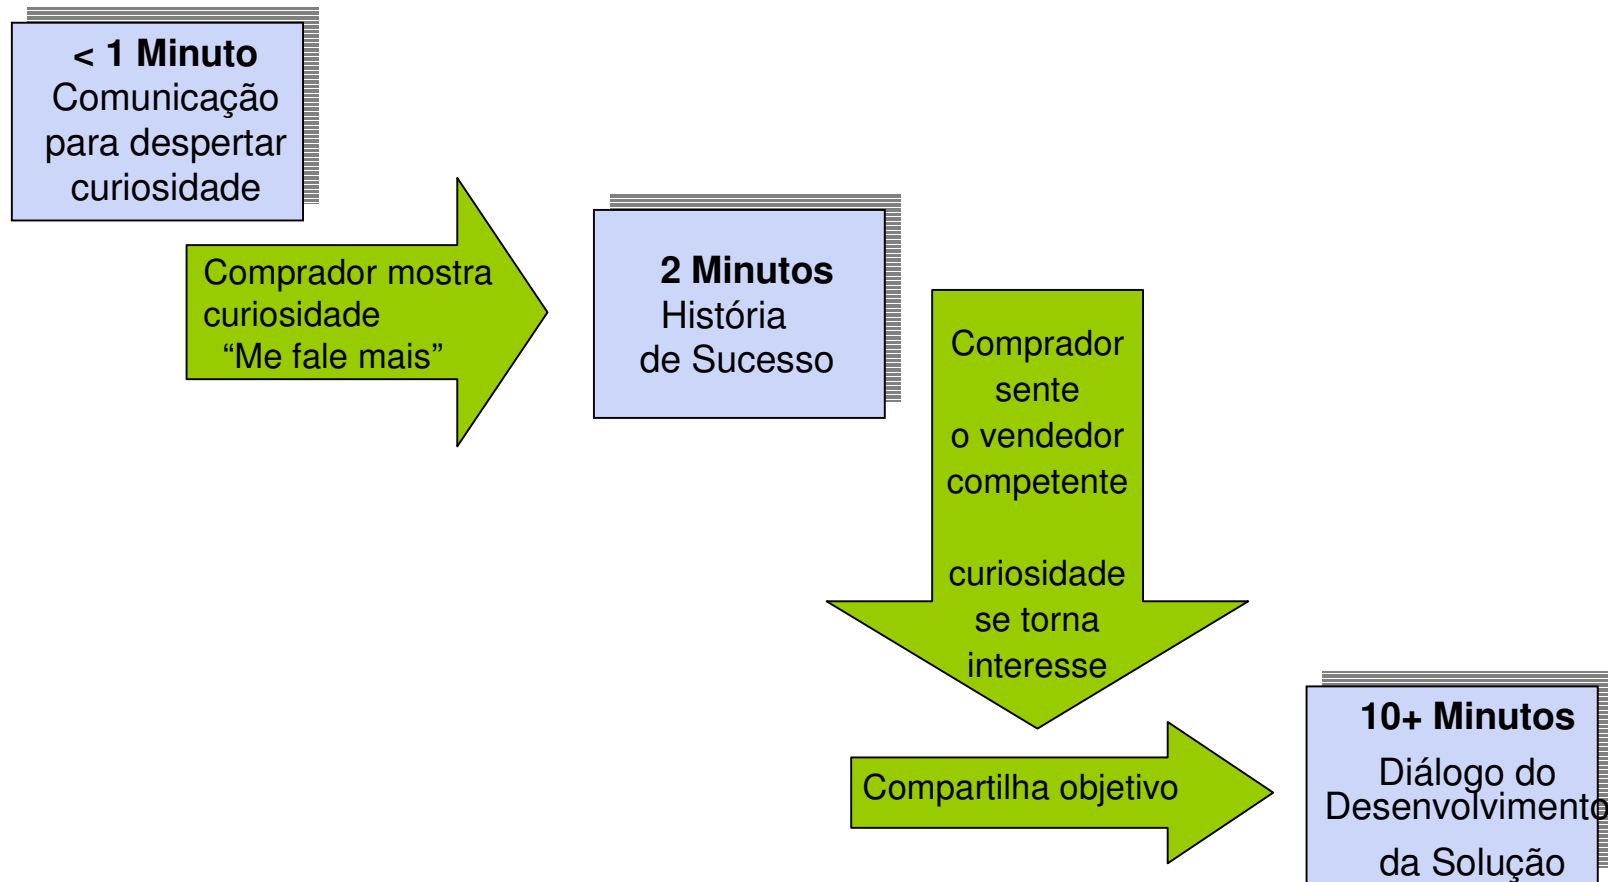 < 1 Minuto
Comunicação
para despertar
curiosidade
Comprador mostra
curiosidade
“Me fale mais”
2 Minutos
História
de Sucesso
Comprador
sente
o vendedor
competente
curiosidade
se torna
interesse
Compartilha objetivo
10+ Minutos
Diálogo do
Desenvolvimento
da Solução